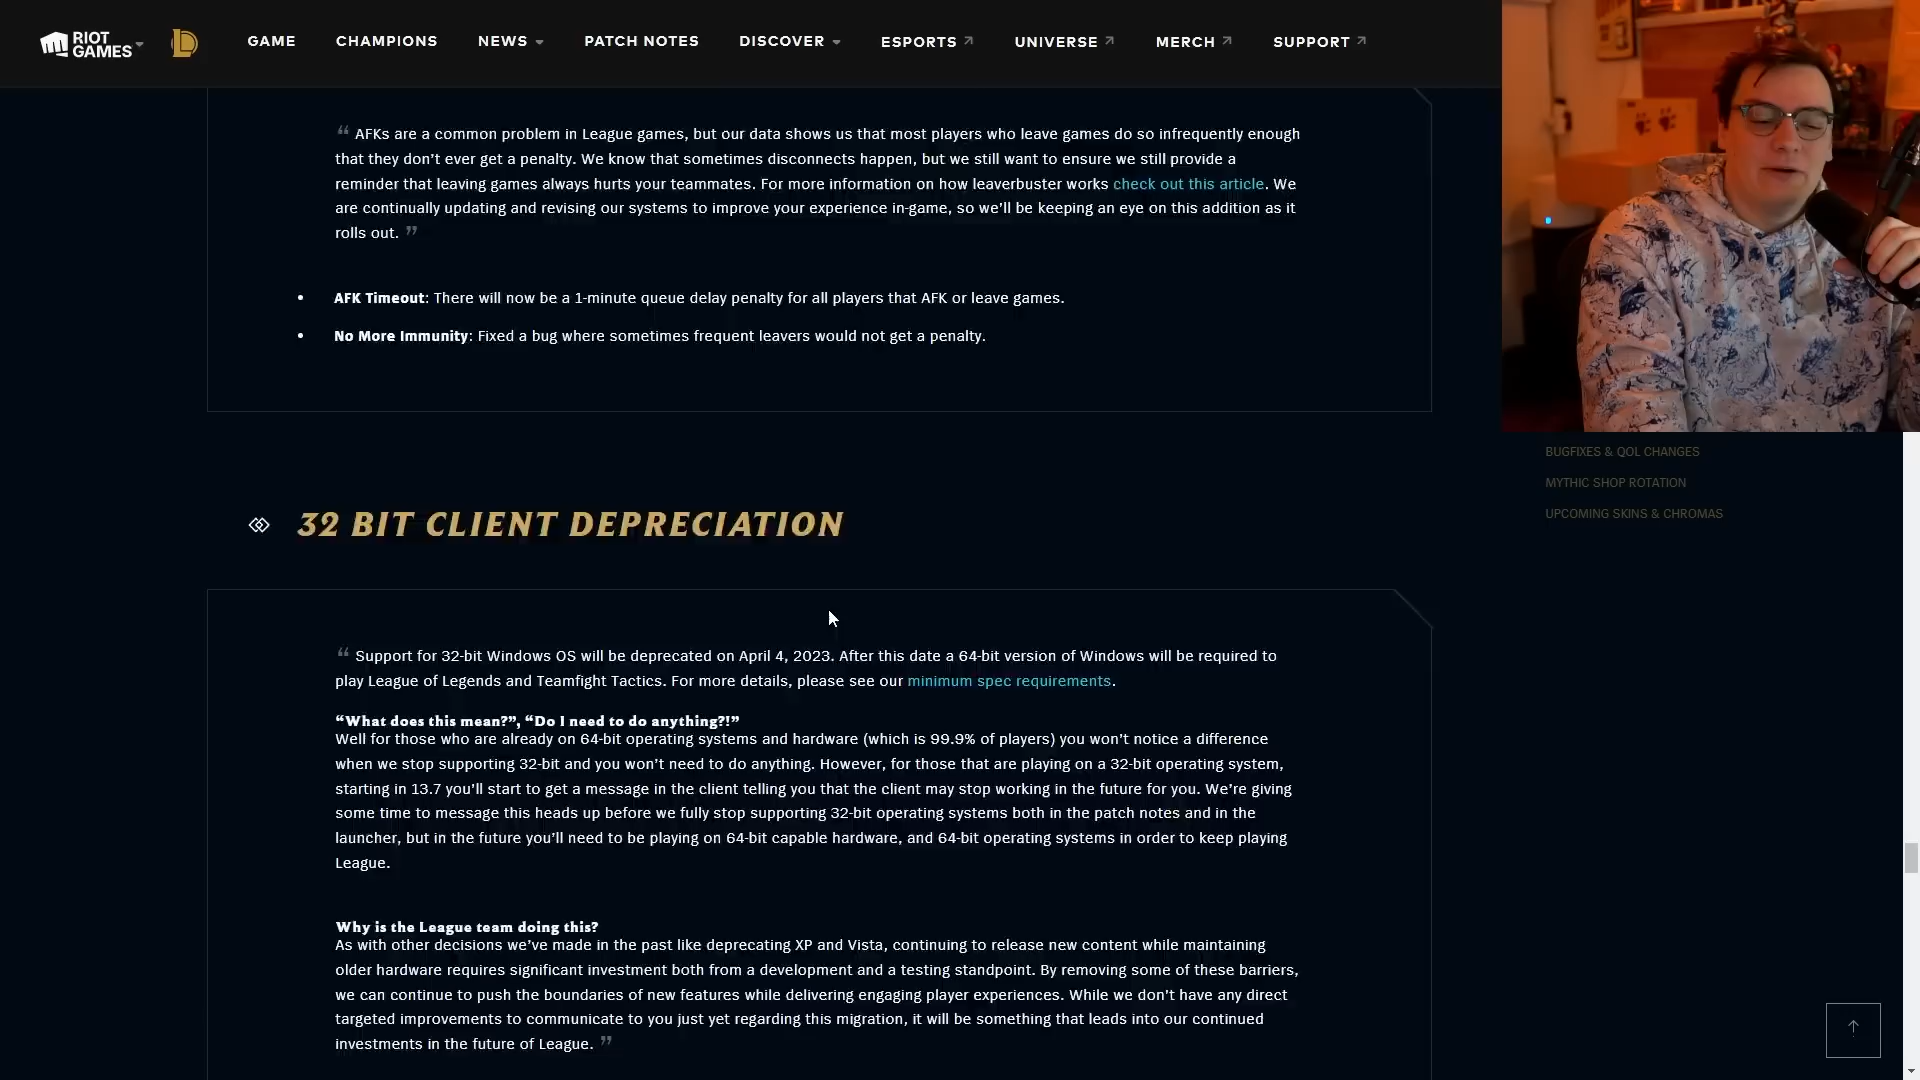 RIOT GAMES
GAME
CHAMPIONS
NEWS
PATCH NOTES
DISCOVER
ESPORTS
UNIVERSE
MERCH
SUPPORT
“ AFKs are a common problem in League games, but our data shows us that most players who leave games do so infrequently enough
that they don’t ever get a penalty. We know that sometimes disconnects happen, but we still want to ensure we still provide a
reminder that leaving games always hurts your teammates. For more information on how leaverbuster works check out this article. We
are continually updating and revising our systems to improve your experience in-game, so we’ll be keeping an eye on this addition as it
rolls out. ”
• AFK Timeout: There will now be a 1-minute queue delay penalty for all players that AFK or leave games.
• No More Immunity: Fixed a bug where sometimes frequent leavers would not get a penalty.
BUGFIXES & QOL CHANGES
MYTHIC SHOP ROTATION
UPCOMING SKINS & CHROMAS
32 BIT CLIENT DEPRECIATION
“ Support for 32-bit Windows OS will be deprecated on April 4, 2023. After this date a 64-bit version of Windows will be required to
play League of Legends and Teamfight Tactics. For more details, please see our minimum spec requirements.
“What does this mean?”, “Do I need to do anything?!”
Well for those who are already on 64-bit operating systems and hardware (which is 99.9% of players) you won’t notice a difference
when we stop supporting 32-bit and you won’t need to do anything. However, for those that are playing on a 32-bit operating system,
starting in 13.7 you’ll start to get a message in the client telling you that the client may stop working in the future for you. We’re giving
some time to message this heads up before we fully stop supporting 32-bit operating systems both in the patch notes and in the
launcher, but in the future you’ll need to be playing on 64-bit capable hardware, and 64-bit operating systems in order to keep playing
League.
Why is the League team doing this?
As with other decisions we’ve made in the past like deprecating XP and Vista, continuing to release new content while maintaining
older hardware requires significant investment both from a development and a testing standpoint. By removing some of these barriers,
we can continue to push the boundaries of new features while delivering engaging player experiences. While we don’t have any direct
targeted improvements to communicate to you just yet regarding this migration, it will be something that leads into our continued
investments in the future of League. ”